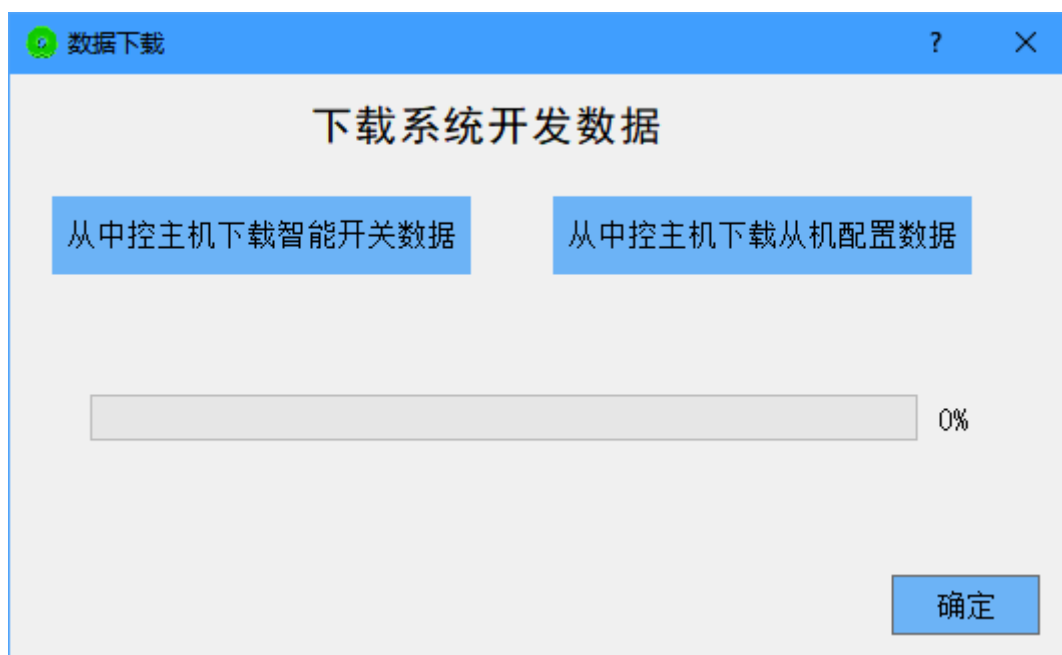 数据下载
?
下载系统开发数据
从中控主机下载智能开关数据
从中控主机下载从机配置数据
0%
确定